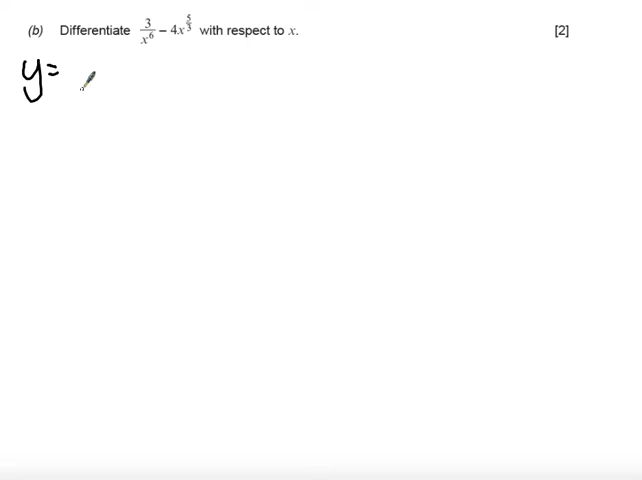 (b) Differentiate 3/x⁶ − 4x^(5/3) with respect to x. [2]
y=